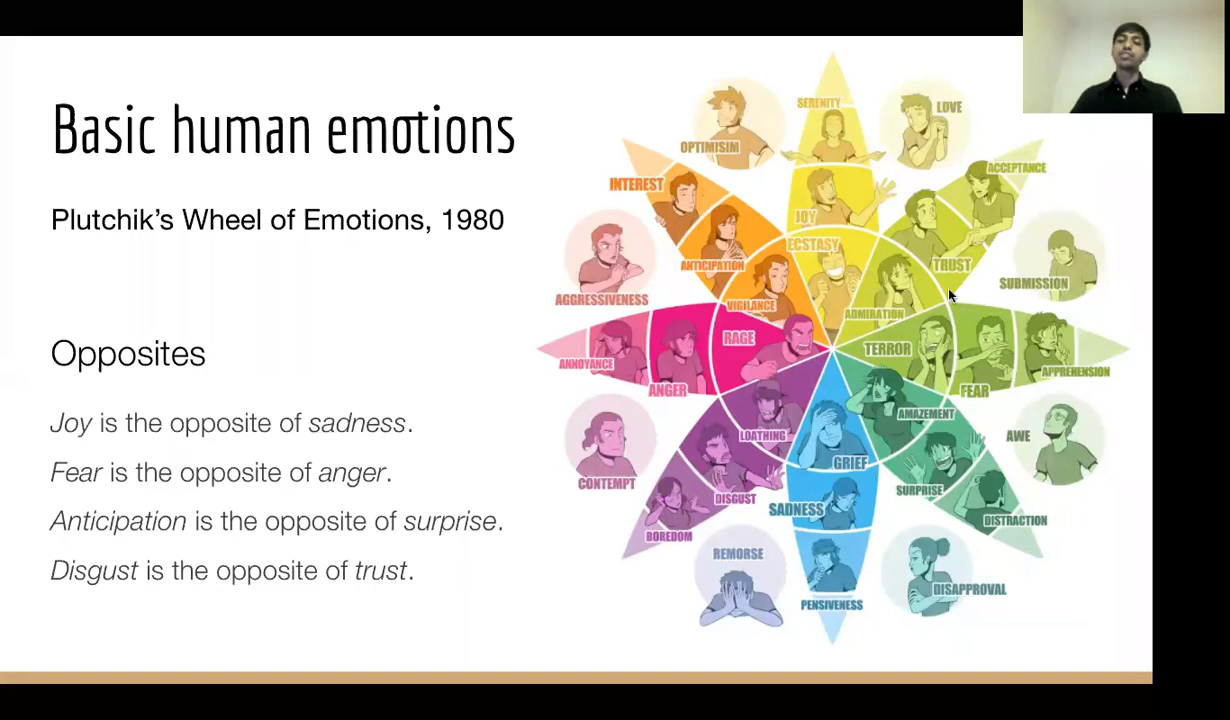 Basic human emotions
Plutchik's Wheel of Emotions, 1980
Opposites
Joy is the opposite of sadness.
Fear is the opposite of anger.
Anticipation is the opposite of surprise.
Disgust is the opposite of trust.
SERENITY
LOVE
OPTIMISIM
ACCEPTANCE
INTEREST
JOY
ECSTASY
ANTICIPATION
TRUST
SUBMISSION
AGGRESSIVENESS
VIGILANCE
ADMIRATION
RAGE
TERROR
ANNOYANCE
ANGER
FEAR
APPREHENSION
LOATHING
AMAZEMENT
AWE
CONTEMPT
GRIEF
DISGUST
SURPRISE
SADNESS
BOREDOM
DISTRACTION
REMORSE
DISAPPROVAL
PENSIVENESS